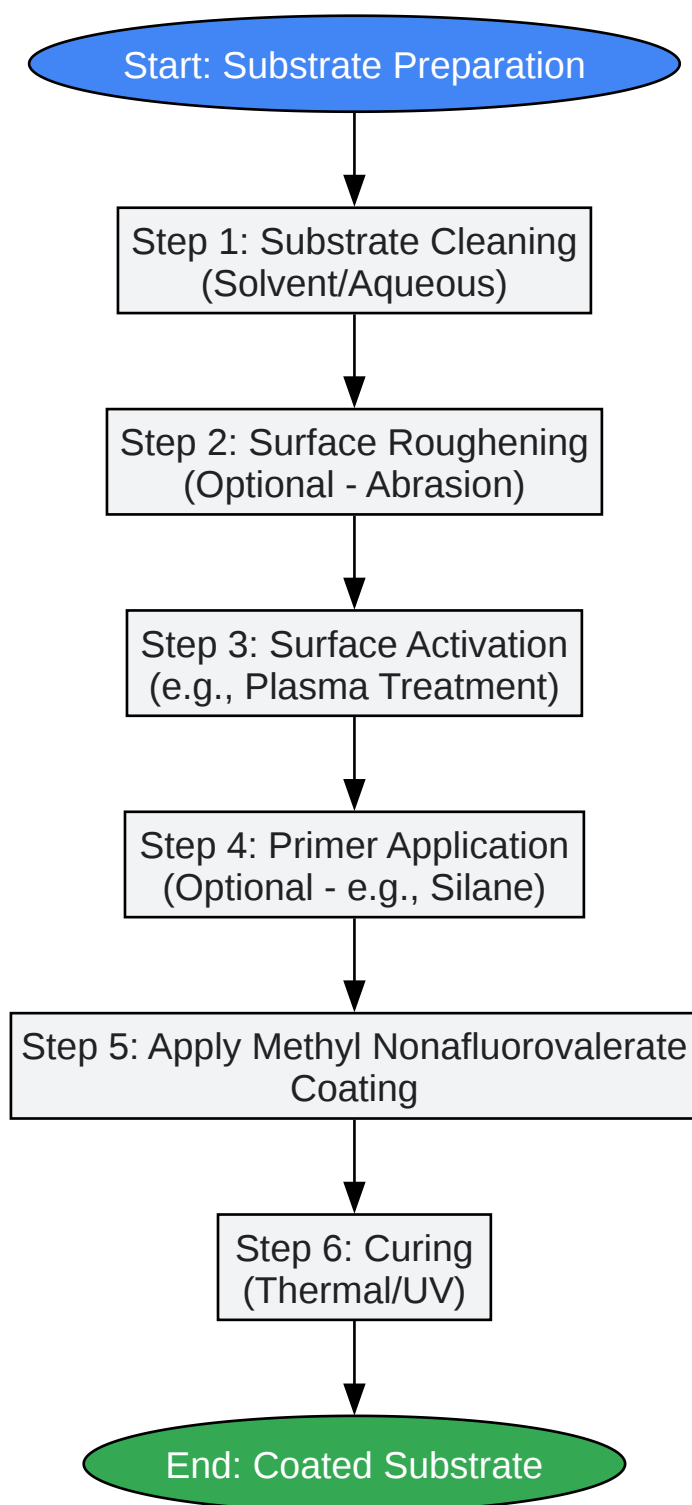 Start: Substrate Preparation
Step 1: Substrate Cleaning
(Solvent/Aqueous)
Step 2: Surface Roughening
(Optional - Abrasion)
Step 3: Surface Activation
(e.g., Plasma Treatment)
Step 4: Primer Application
(Optional - e.g., Silane)
Step 5: Apply Methyl Nonafluorovalerate
Coating
Step 6: Curing
(Thermal/UV)
End: Coated Substrate